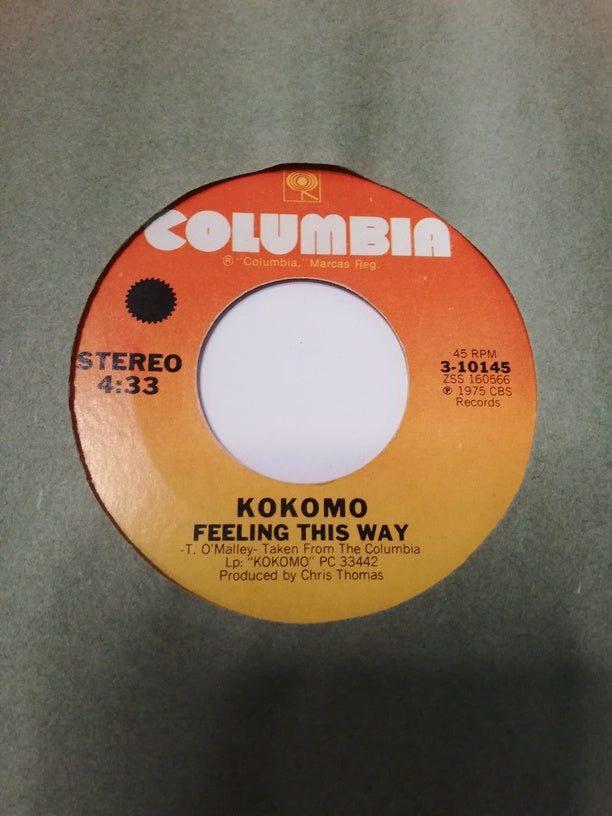 COLUMBIA
® "Columbia," Marcas Reg.
STEREO
4:33
45 RPM
3-10145
ZSS 160566
℗ 1975 CBS
Records
KOKOMO
FEELING THIS WAY
-T. O'Malley- Taken From The Columbia
Lp: "KOKOMO" PC 33442
Produced by Chris Thomas